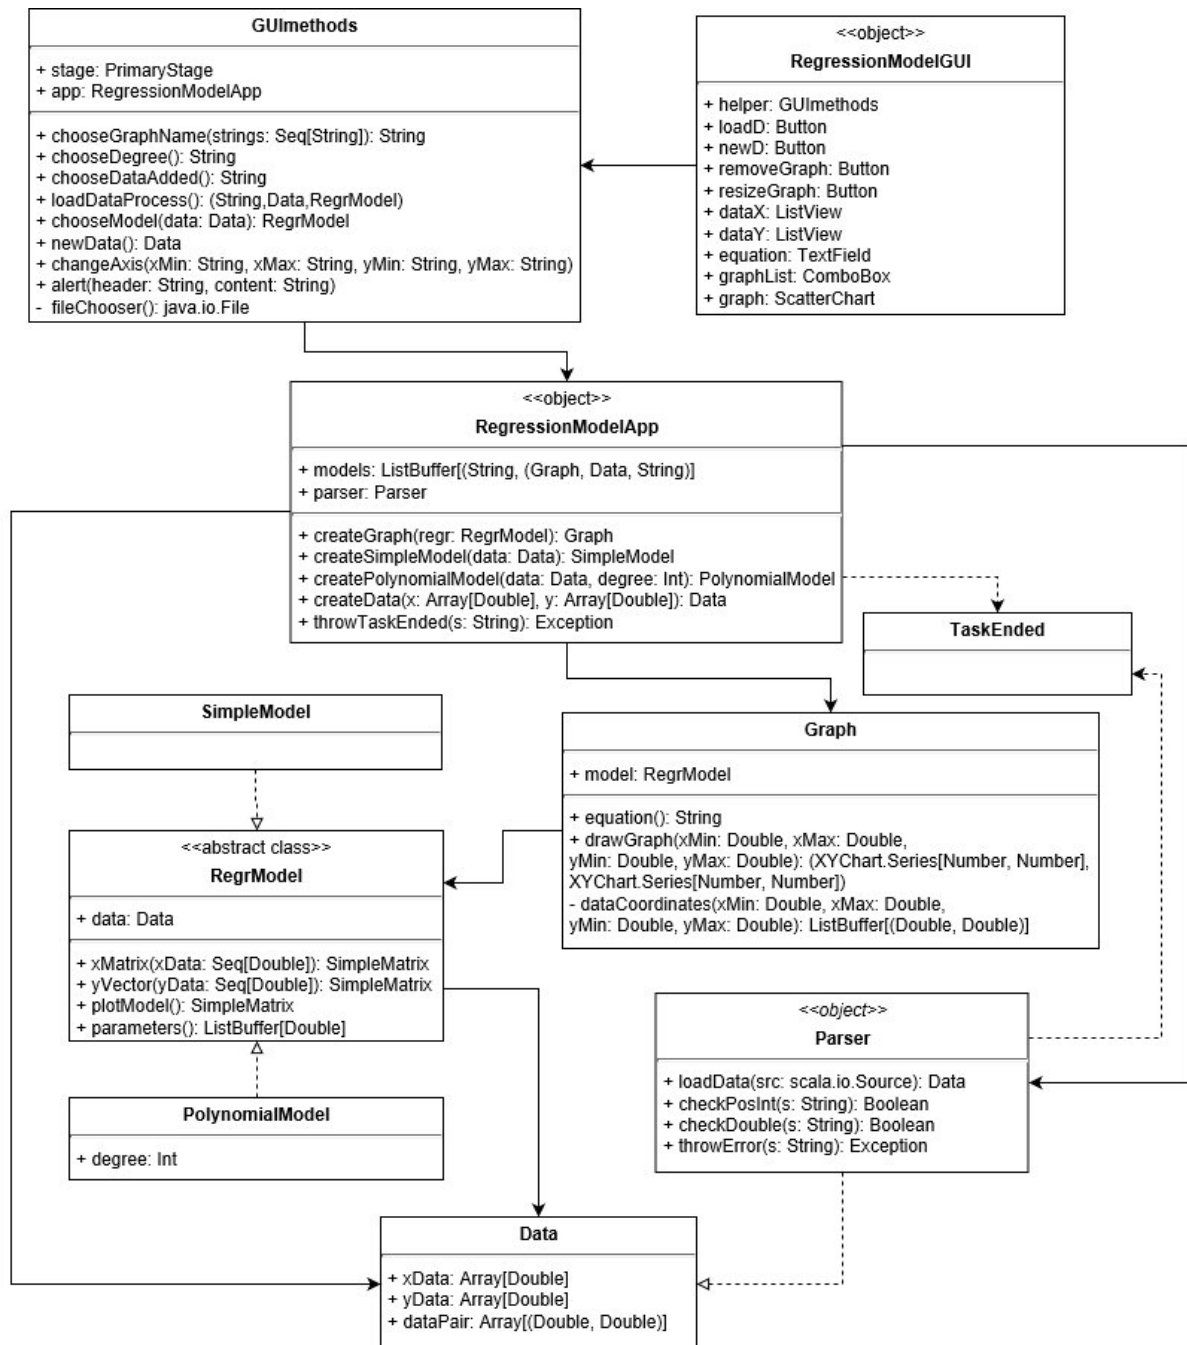 GUImethods
+ stage: PrimaryStage
+ app: RegressionModelApp
+ chooseGraphName(strings: Seq[String]): String
+ chooseDegree(): String
+ chooseDataAdded(): String
+ loadDataProcess(): (String,Data,RegrModel)
+ chooseModel(data: Data): RegrModel
+ newData(): Data
+ changeAxis(xMin: String, xMax: String, yMin: String, yMax: String)
+ alert(header: String, content: String)
- fileChooser(): java.io.File
<<object>>
RegressionModelGUI
+ helper: GUImethods
+ loadD: Button
+ newD: Button
+ removeGraph: Button
+ resizeGraph: Button
+ dataX: ListView
+ dataY: ListView
+ equation: TextField
+ graphList: ComboBox
+ graph: ScatterChart
<<object>>
RegressionModelApp
+ models: ListBuffer[(String, (Graph, Data, String)]
+ parser: Parser
+ createGraph(regr: RegrModel): Graph
+ createSimpleModel(data: Data): SimpleModel
+ createPolynomialModel(data: Data, degree: Int): PolynomialModel
+ createData(x: Array[Double], y: Array[Double]): Data
+ throwTaskEnded(s: String): Exception
TaskEnded
SimpleModel
Graph
+ model: RegrModel
+ equation(): String
+ drawGraph(xMin: Double, xMax: Double,
yMin: Double, yMax: Double): (XYChart.Series[Number, Number],
XYChart.Series[Number, Number])
- dataCoordinates(xMin: Double, xMax: Double,
yMin: Double, yMax: Double): ListBuffer[(Double, Double)]
<<abstract class>>
RegrModel
+ data: Data
+ xMatrix(xData: Seq[Double]): SimpleMatrix
+ yVector(yData: Seq[Double]): SimpleMatrix
+ plotModel(): SimpleMatrix
+ parameters(): ListBuffer[Double]
<<object>>
Parser
+ loadData(src: scala.io.Source): Data
+ checkPosInt(s: String): Boolean
+ checkDouble(s: String): Boolean
+ throwError(s: String): Exception
PolynomialModel
+ degree: Int
Data
+ xData: Array[Double]
+ yData: Array[Double]
+ dataPair: Array[(Double, Double)]